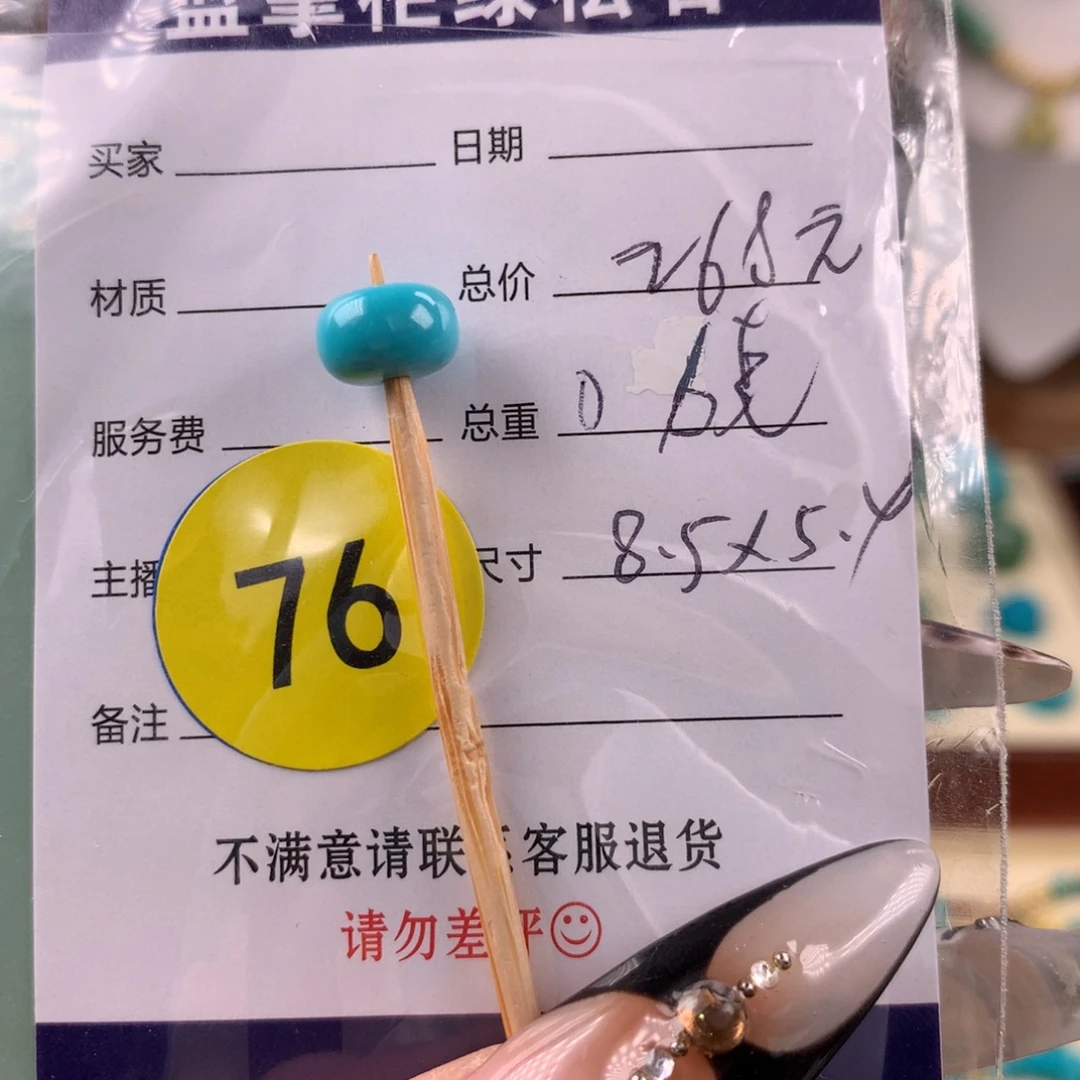 买家 日期
材质 总价 268元
服务费 总重 0.6克
主播 尺寸 8.5X5.4
76
备注
不满意请联系客服退货
请勿差评